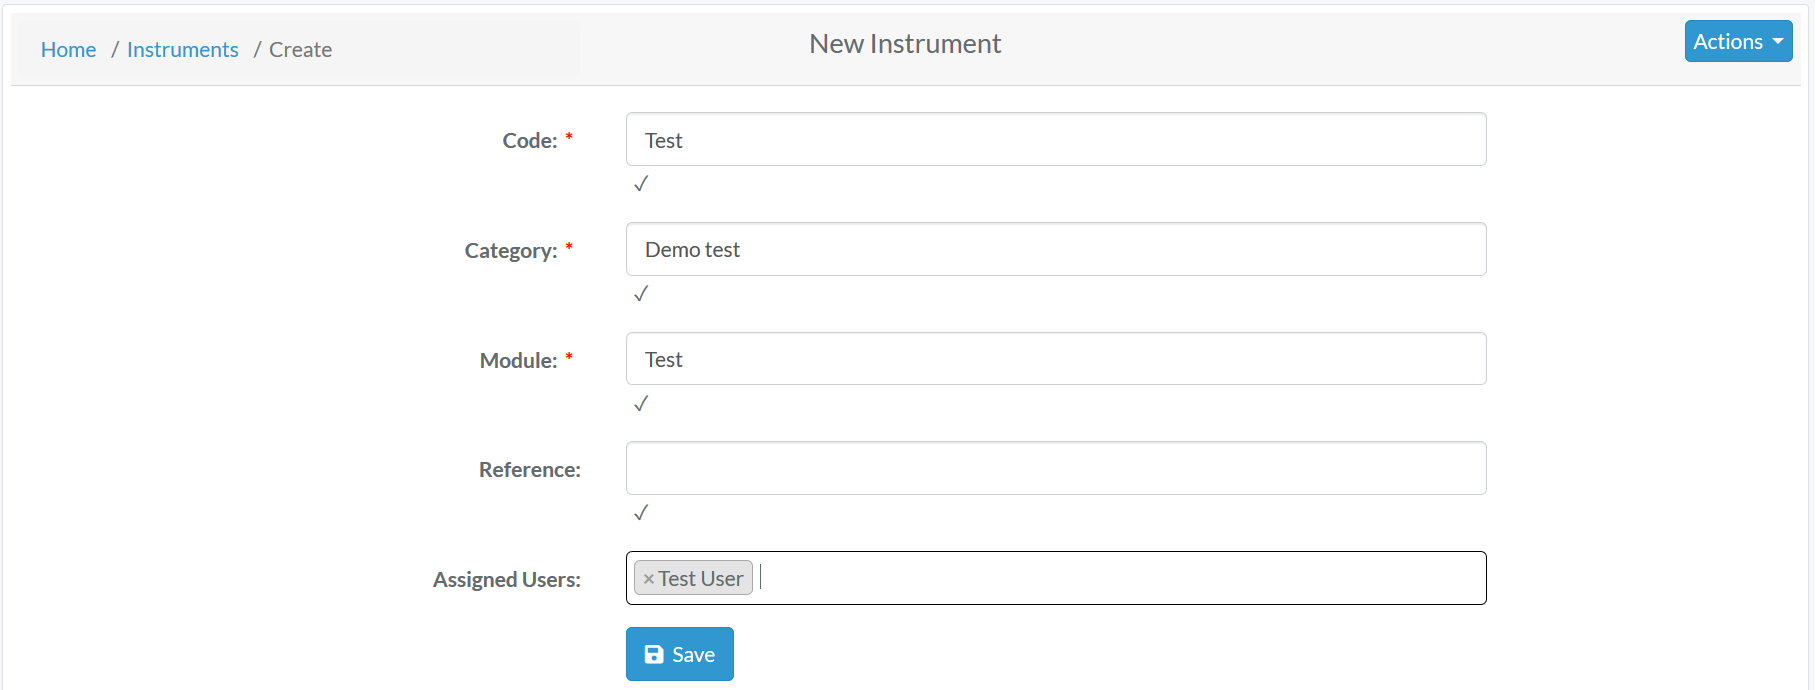 Home / Instruments / Create
New Instrument
Actions
Code: *
Test
✓
Category: *
Demo test
✓
Module: *
Test
✓
Reference:
✓
Assigned Users:
× Test User
Save